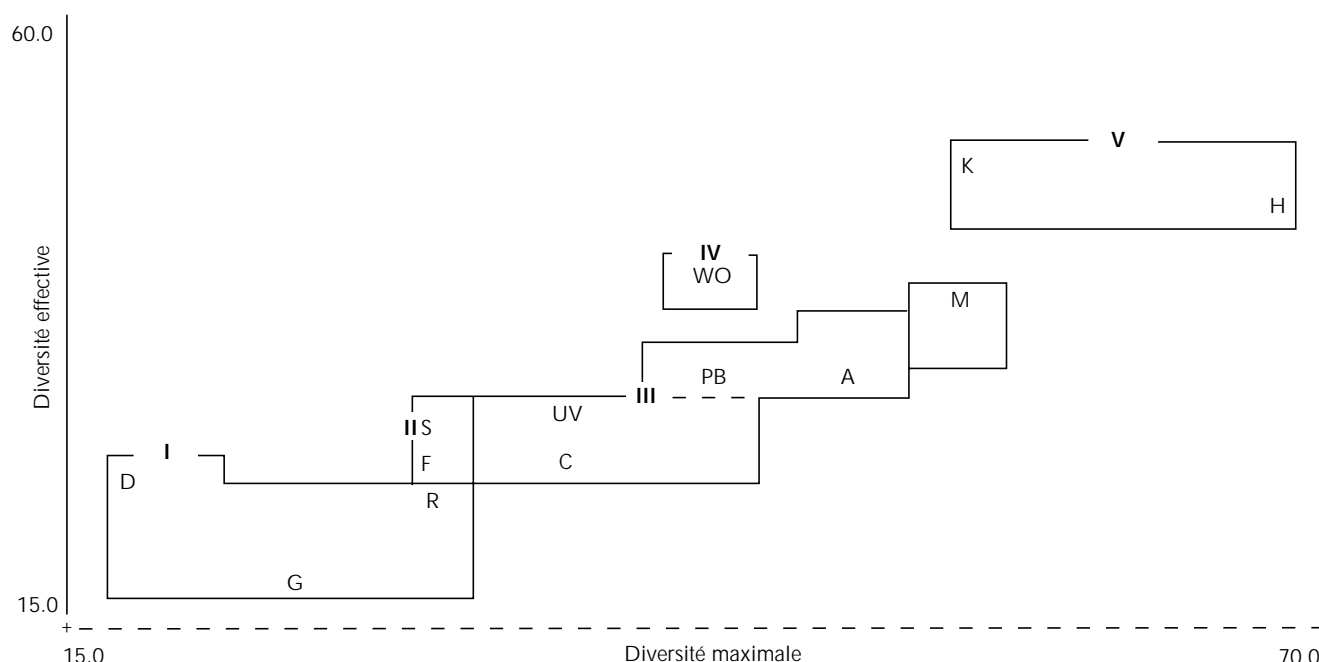 60.0
V
K
H
IV
WO
M
Diversité effective
PB
A
III
UV
II S
I
F
C
D
R
G
15.0
+
15.0
Diversité maximale
70.0